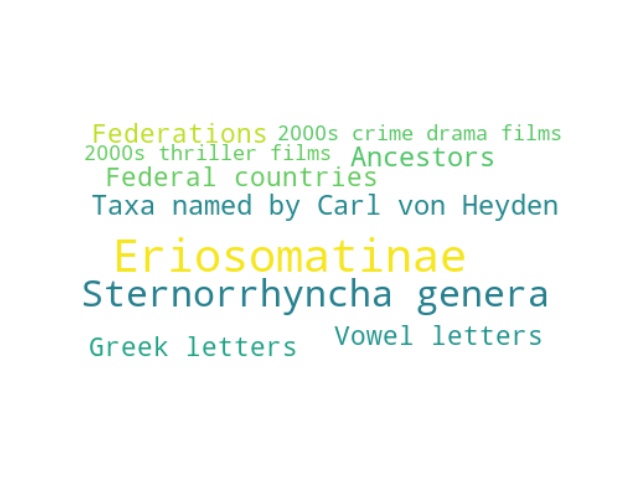 Federations 2000s crime drama films
2000s thriller films Ancestors
Federal countries
Taxa named by Carl von Heyden
Eriosomatinae
Sternorrhyncha genera
Vowel letters
Greek letters